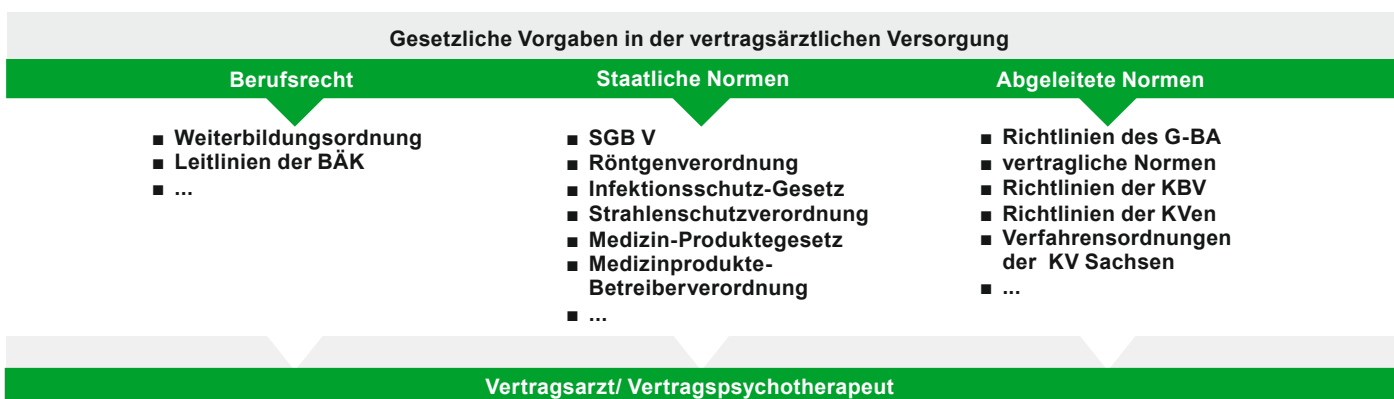 Gesetzliche Vorgaben in der vertragsärztlichen Versorgung
Berufsrecht
■ Weiterbildungsordnung
■ Leitlinien der BÄK
■ ...
Staatliche Normen
■ SGB V
■ Röntgenverordnung
■ Infektionsschutz-Gesetz
■ Strahlenschutzverordnung
■ Medizin-Produktegesetz
■ Medizinprodukte-
Betreiberverordnung
■ ...
Abgeleitete Normen
■ Richtlinien des G-BA
■ vertragliche Normen
■ Richtlinien der KBV
■ Richtlinien der KVen
■ Verfahrensordnungen
der KV Sachsen
■ ...
Vertragsarzt/ Vertragspsychotherapeut